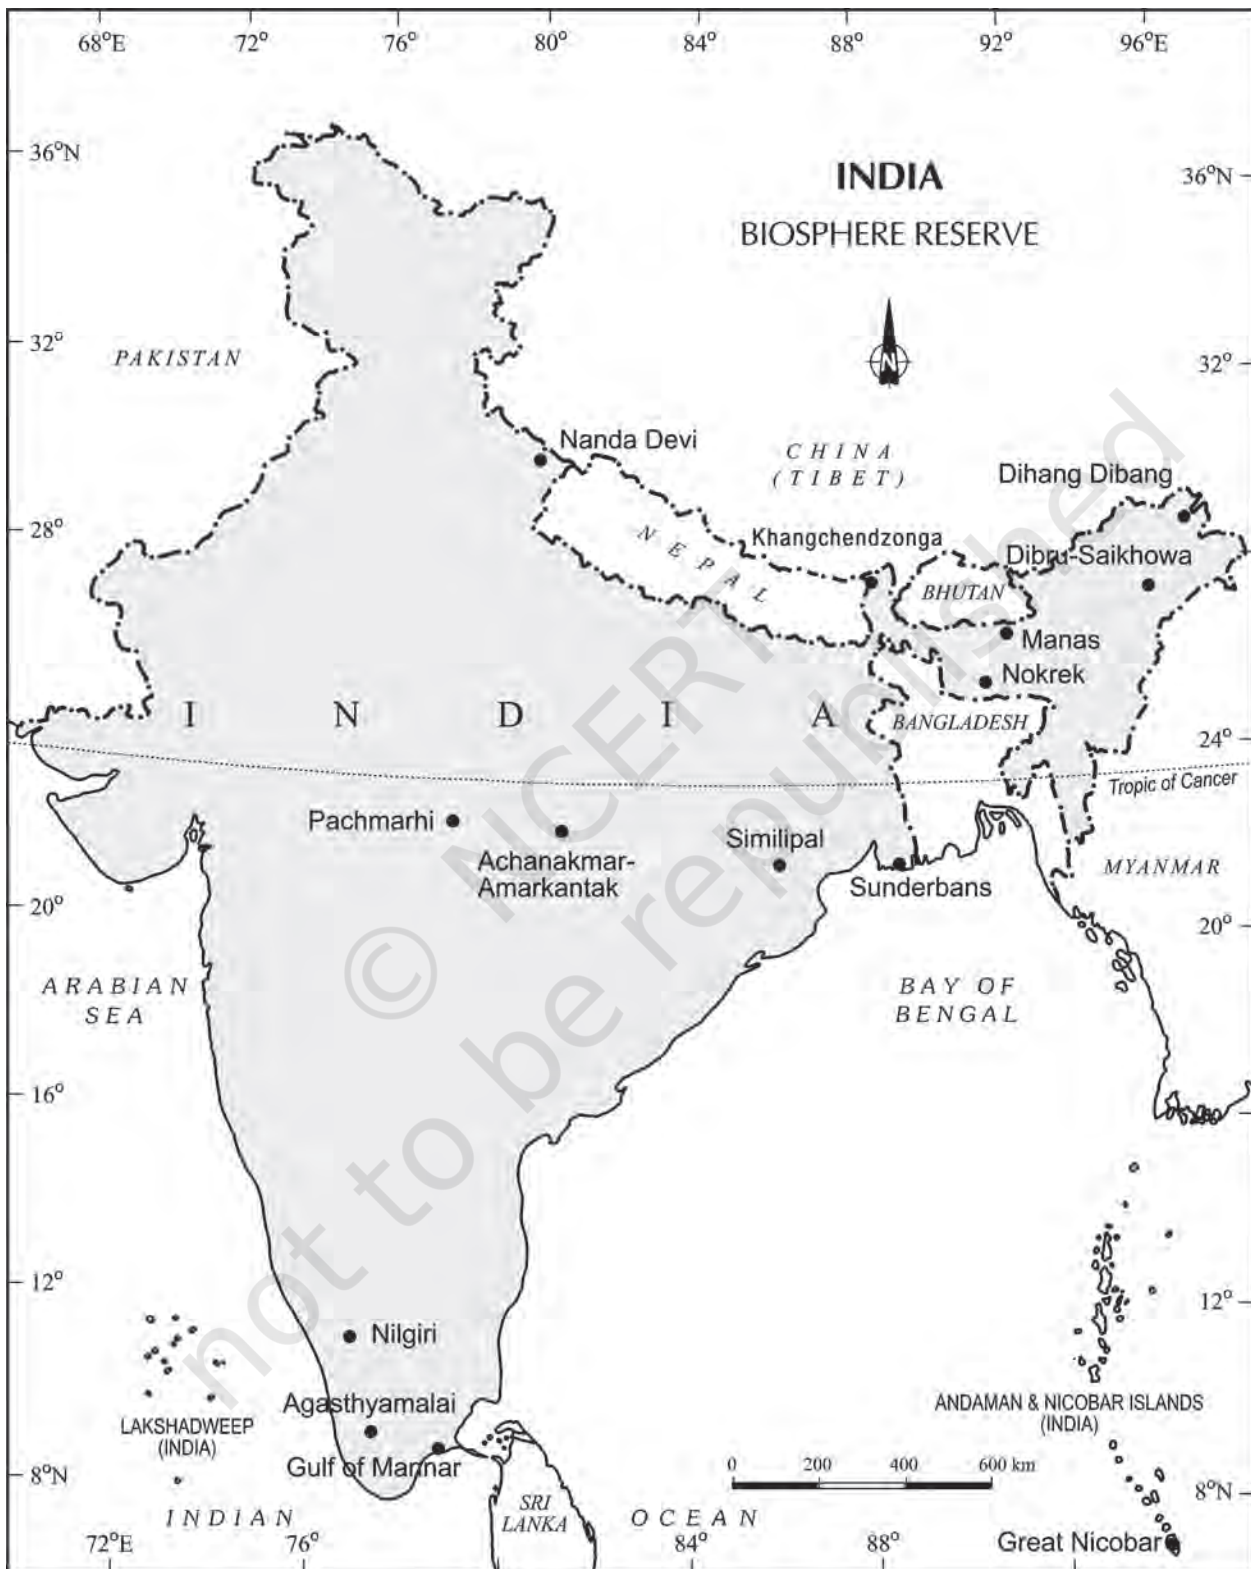 68°E 72° 76° 80° 84° 88° 92° 96°E
36°N
INDIA
36°N
BIOSPHERE RESERVE
N
32°
PAKISTAN
32°
Nanda Devi
CHINA
(TIBET)
Dihang Dibang
28°
NEPAL
Khangchendzonga
Dibru-Saikhowa
BHUTAN
Manas
Nokrek
INDIA
BANGLADESH
24°
Tropic of Cancer
Pachmarhi
Achanakmar-
Amarkantak
Similipal
Sunderbans
MYANMAR
20°
20°
ARABIAN
SEA
BAY OF
BENGAL
16°
12°
12°
Nilgiri
Agasthyamalai
LAKSHADWEEP
(INDIA)
ANDAMAN & NICOBAR ISLANDS
(INDIA)
Gulf of Mannar
8°N
0 200 400 600 km
8°N
INDIAN
SRI
LANKA
OCEAN
Great Nicobar
72°E 76° 84° 88°
© NCERT
not to be republished